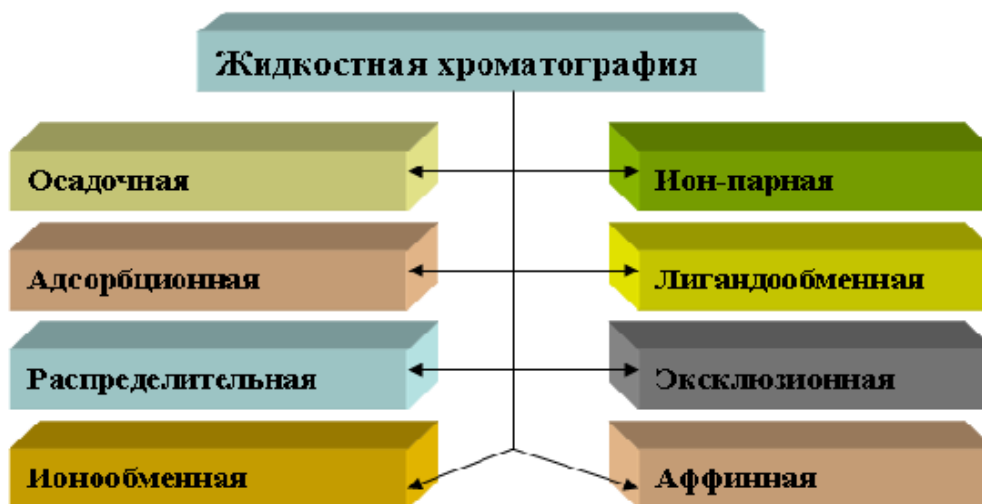 Жидкостная хроматография
Осадочная
Ион-парная
Адсорбционная
Лигандообменная
Распределительная
Эксклюзионная
Ионообменная
Аффинная